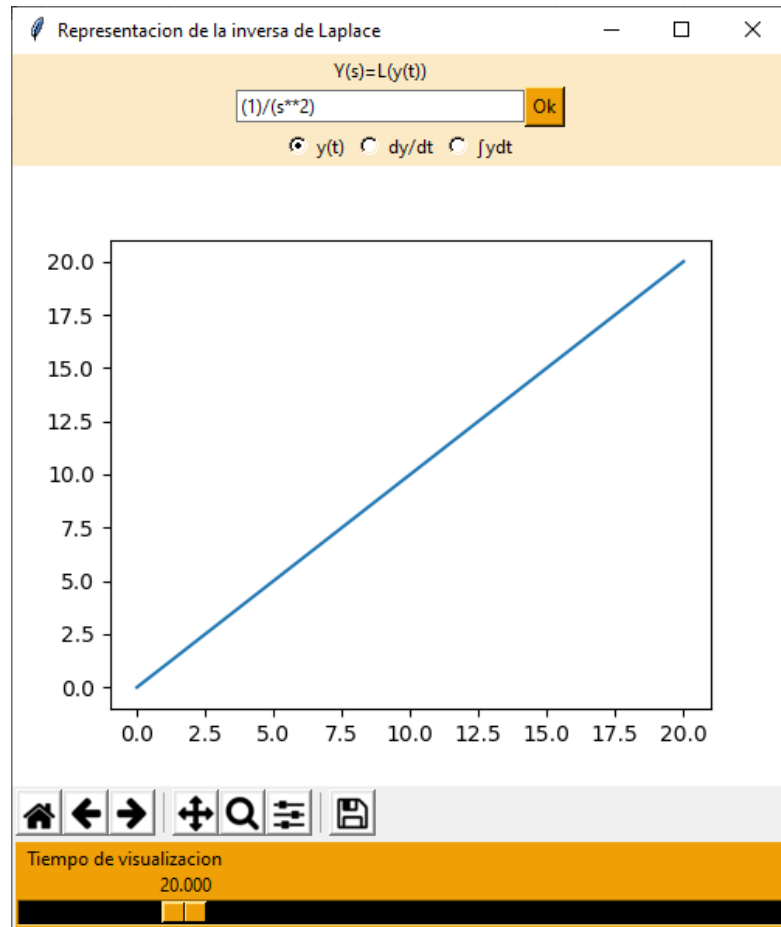 Representacion de la inversa de Laplace
Y(s)=L(y(t))
(1)/(s**2) Ok
y(t) dy/dt ∫ydt
20.0
17.5
15.0
12.5
10.0
7.5
5.0
2.5
0.0
0.0 2.5 5.0 7.5 10.0 12.5 15.0 17.5 20.0
Tiempo de visualizacion
20.000